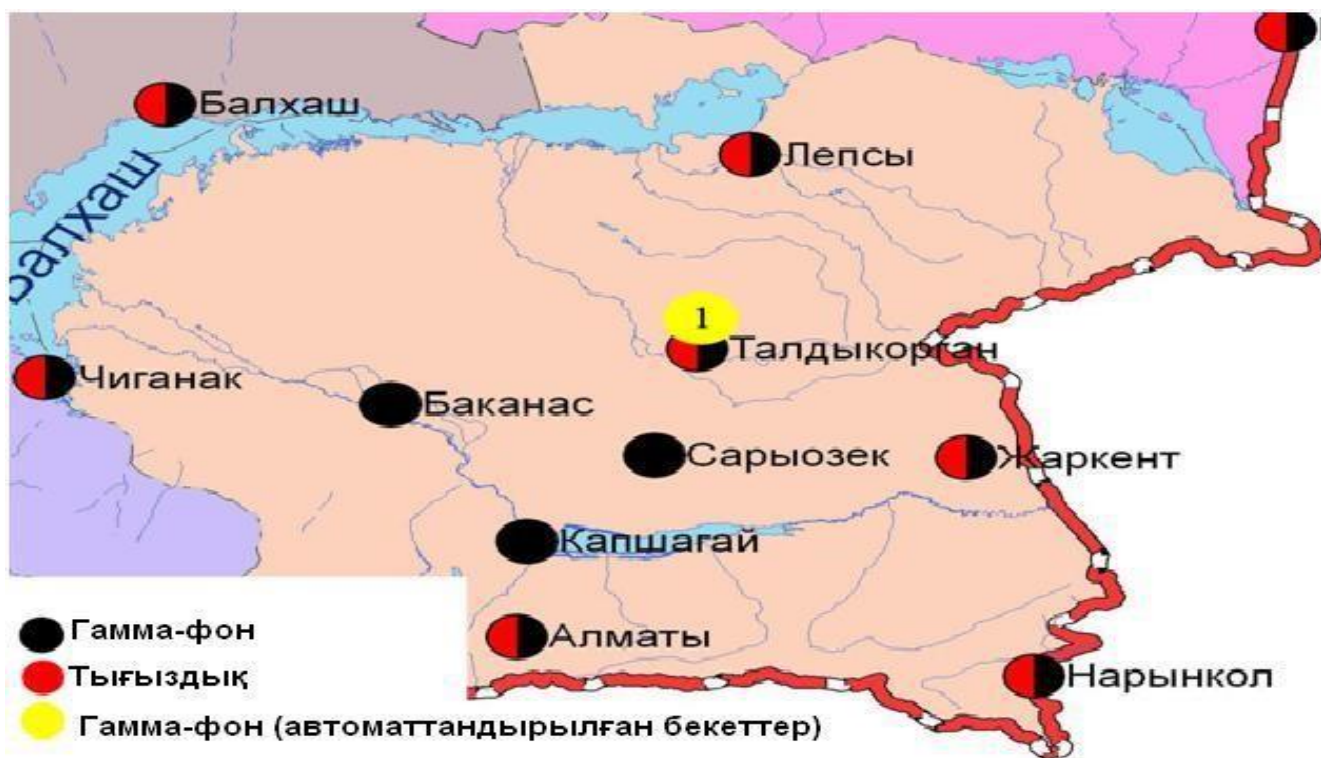 Балхаш
Лепсы
Балхаш
1
Талдыкорган
Чиганак
Баканас
Сарыозек
Жаркент
Капшагай
Алматы
Нарынкол
Гамма-фон
Тығыздық
Гамма-фон (автоматтандырылған бекеттер)